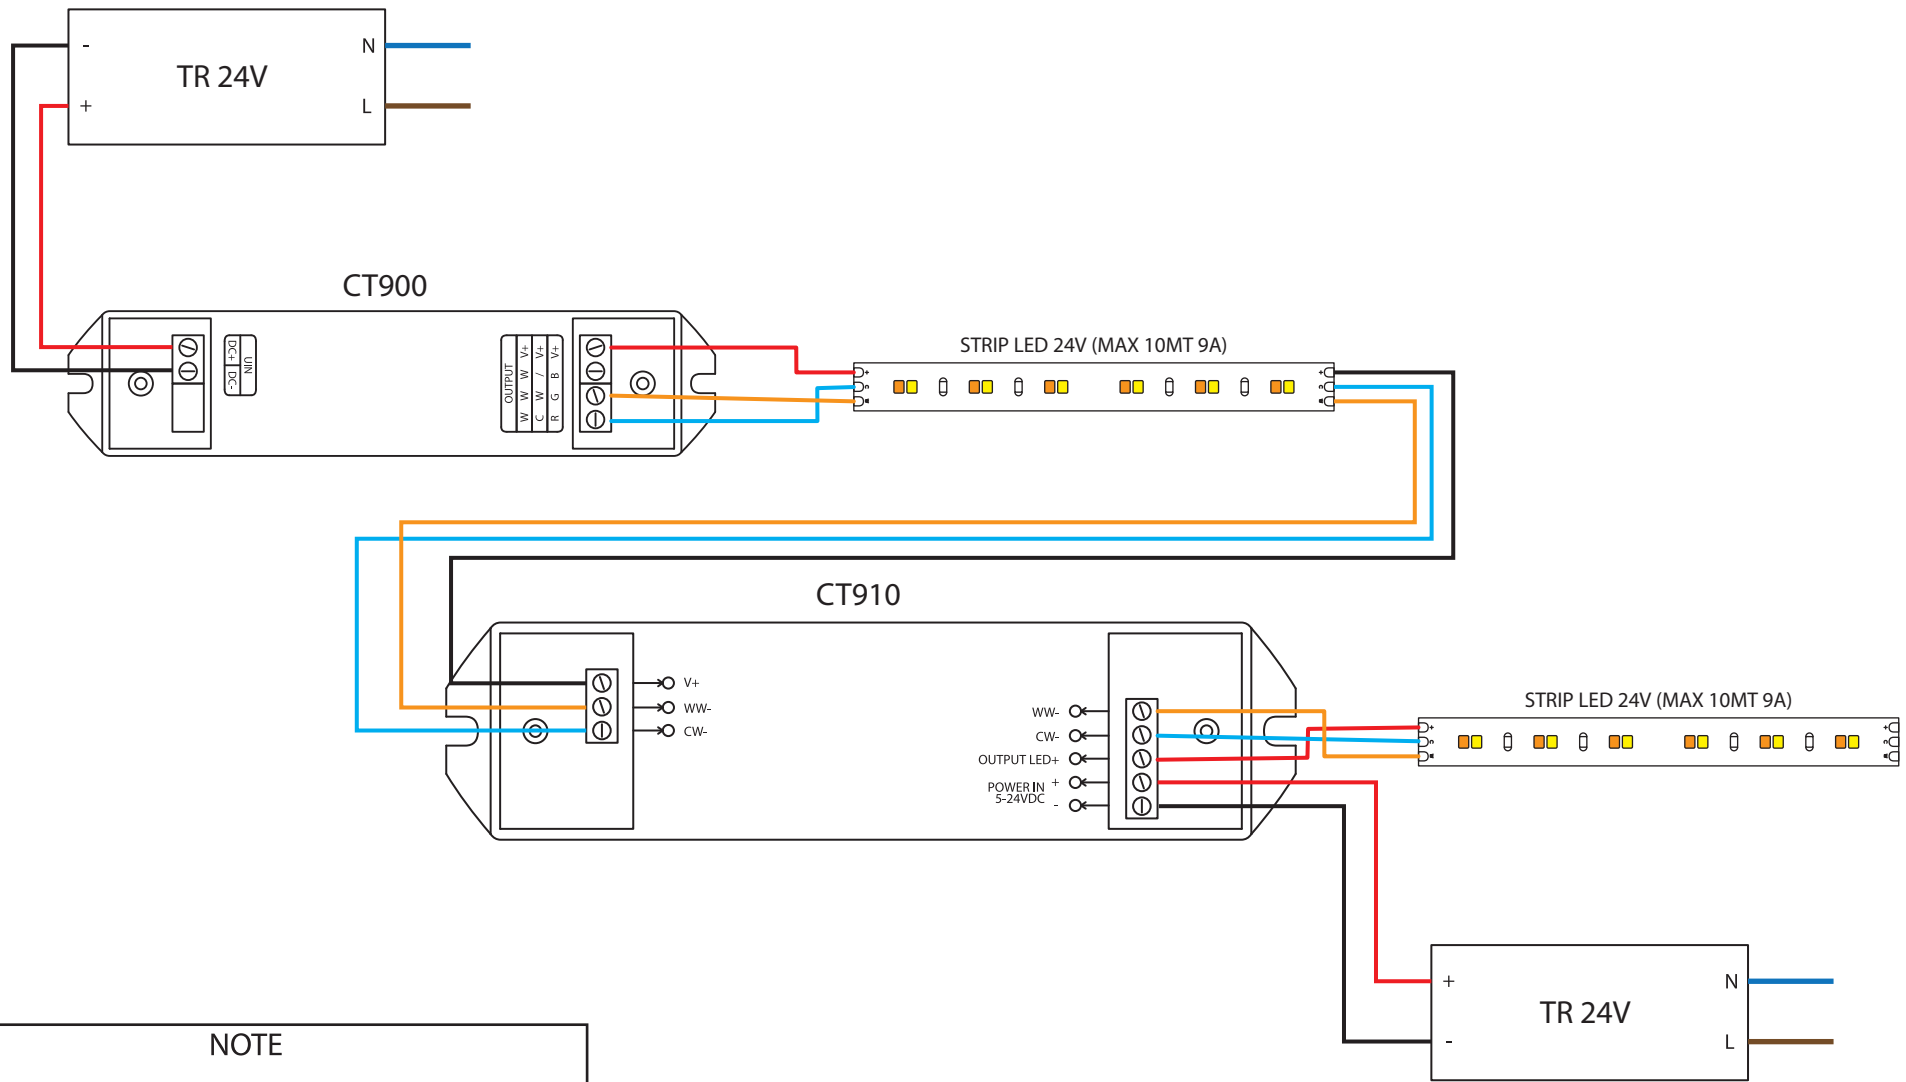 - N
TR 24V
+ L
CT900
DC+ DC-
UIN
OUTPUT
W W W V+
C W / V+
R G B V+
STRIP LED 24V (MAX 10MT 9A)
+ +
C C
W W
CT910
V+
WW-
CW-
WW-
CW-
OUTPUT LED+
POWER IN +
5-24VDC -
STRIP LED 24V (MAX 10MT 9A)
+ +
C C
W W
+ N
TR 24V
- L
NOTE